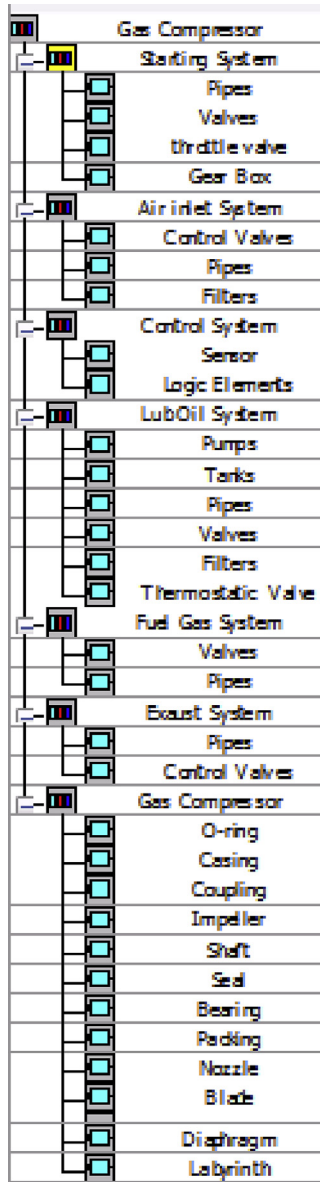 Gas Compressor
Starting System
Pipes
Valves
throttle valve
Gear Box
Air inlet System
Control Valves
Pipes
Filters
Control System
Sensor
Logic Elements
LubOil System
Pumps
Tanks
Pipes
Valves
Filters
Thermostatic Valve
Fuel Gas System
Valves
Pipes
Exaust System
Pipes
Control Valves
Gas Compressor
O-ring
Casing
Coupling
Impeller
Shaft
Seal
Bearing
Packing
Nozzle
Blade
Diaphragm
Labyrinth